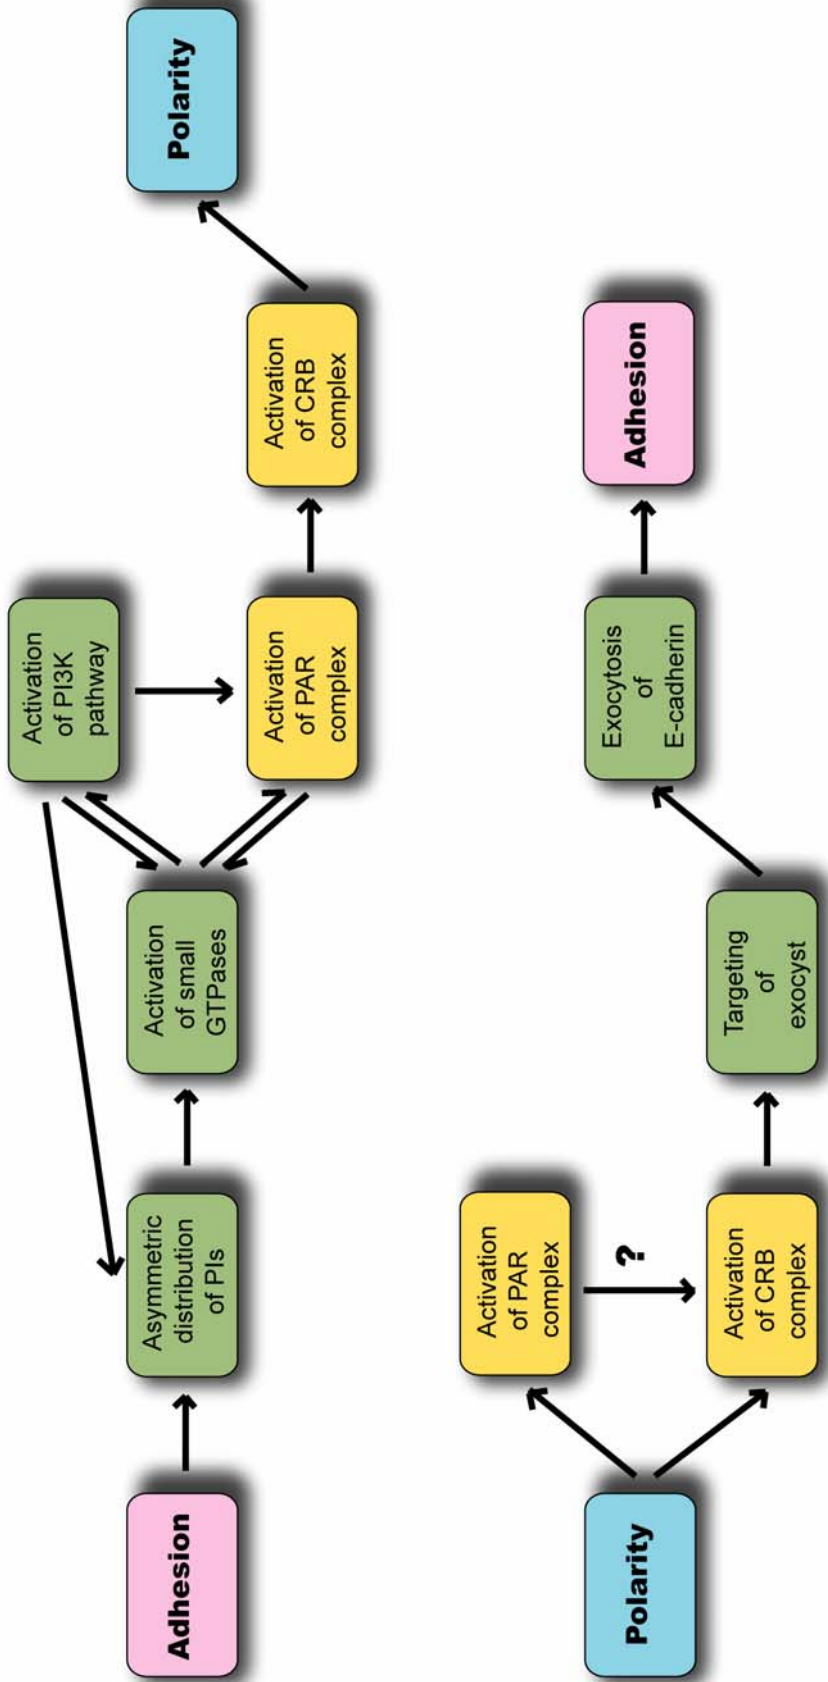 Adhesion
Asymmetric
distribution
of PIs
Activation
of small
GTPases
Activation
of PI3K
pathway
Activation
of PAR
complex
Activation
of CRB
complex
Polarity
Polarity
Activation
of PAR
complex
?
Activation
of CRB
complex
Targeting
of
exocyst
Exocytosis
of
E-cadherin
Adhesion